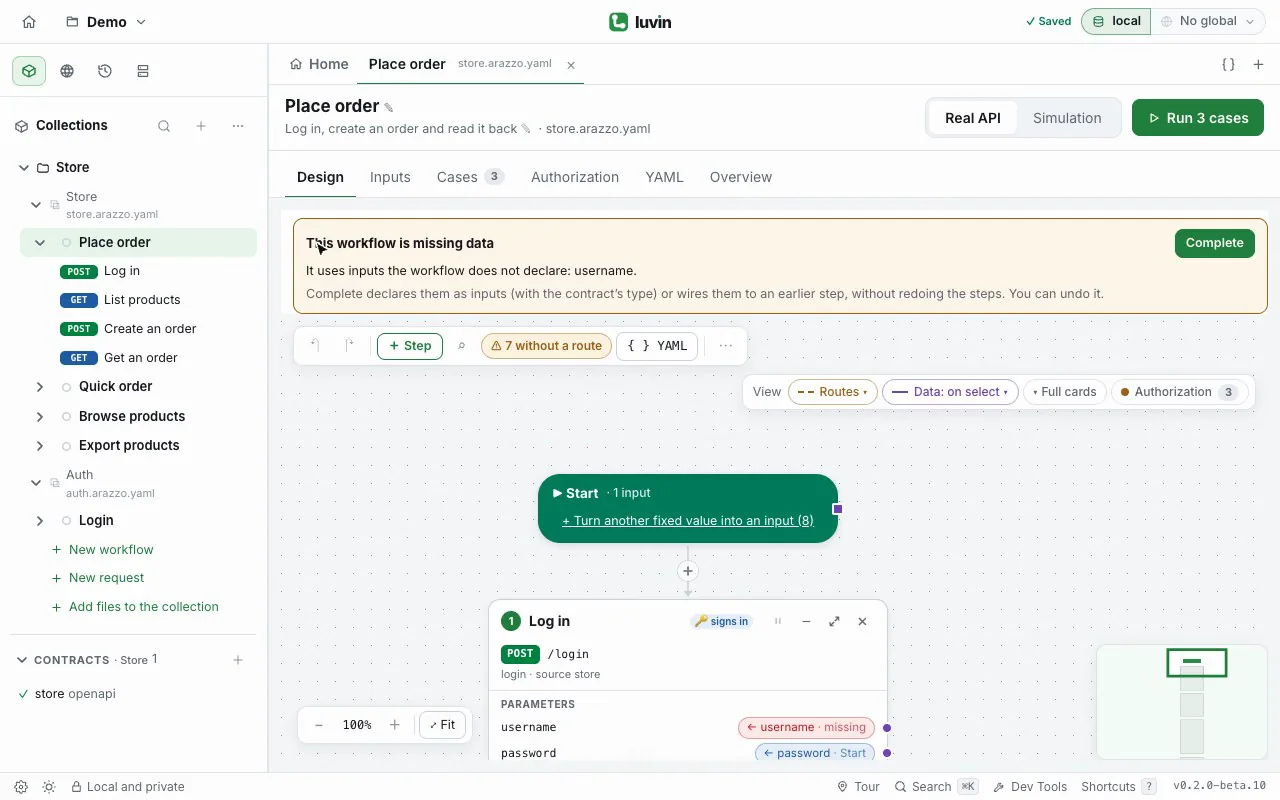 Demo
luvin
Saved
local
No global
Home
Place order store.arazzo.yaml
Collections
Store
Store
store.arazzo.yaml
Place order
POST Log in
GET List products
POST Create an order
GET Get an order
Quick order
Browse products
Export products
Auth
auth.arazzo.yaml
Login
+ New workflow
+ New request
+ Add files to the collection
CONTRACTS · Store 1
store openapi
Place order
Log in, create an order and read it back · store.arazzo.yaml
Real API
Simulation
Run 3 cases
Design
Inputs
Cases 3
Authorization
YAML
Overview
This workflow is missing data
Complete
It uses inputs the workflow does not declare: username.
Complete declares them as inputs (with the contract's type) or wires them to an earlier step, without redoing the steps. You can undo it.
+ Step
7 without a route
{ } YAML
View
Routes
Data: on select
Full cards
Authorization 3
Start · 1 input
+ Turn another fixed value into an input (8)
1 Log in
signs in
POST /login
login · source store
PARAMETERS
username ← username · missing
password ← password · Start
− 100% +
Fit
Local and private
Tour
Search ⌘K
Dev Tools
Shortcuts ?
v0.2.0-beta.10